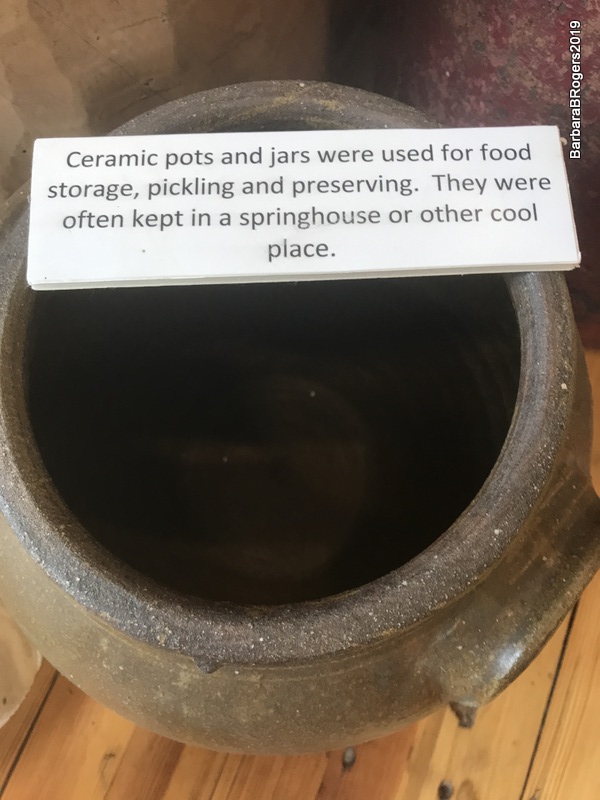 Ceramic pots and jars were used for food
storage, pickling and preserving. They were
often kept in a springhouse or other cool
place.
BarbaraBRogers2019